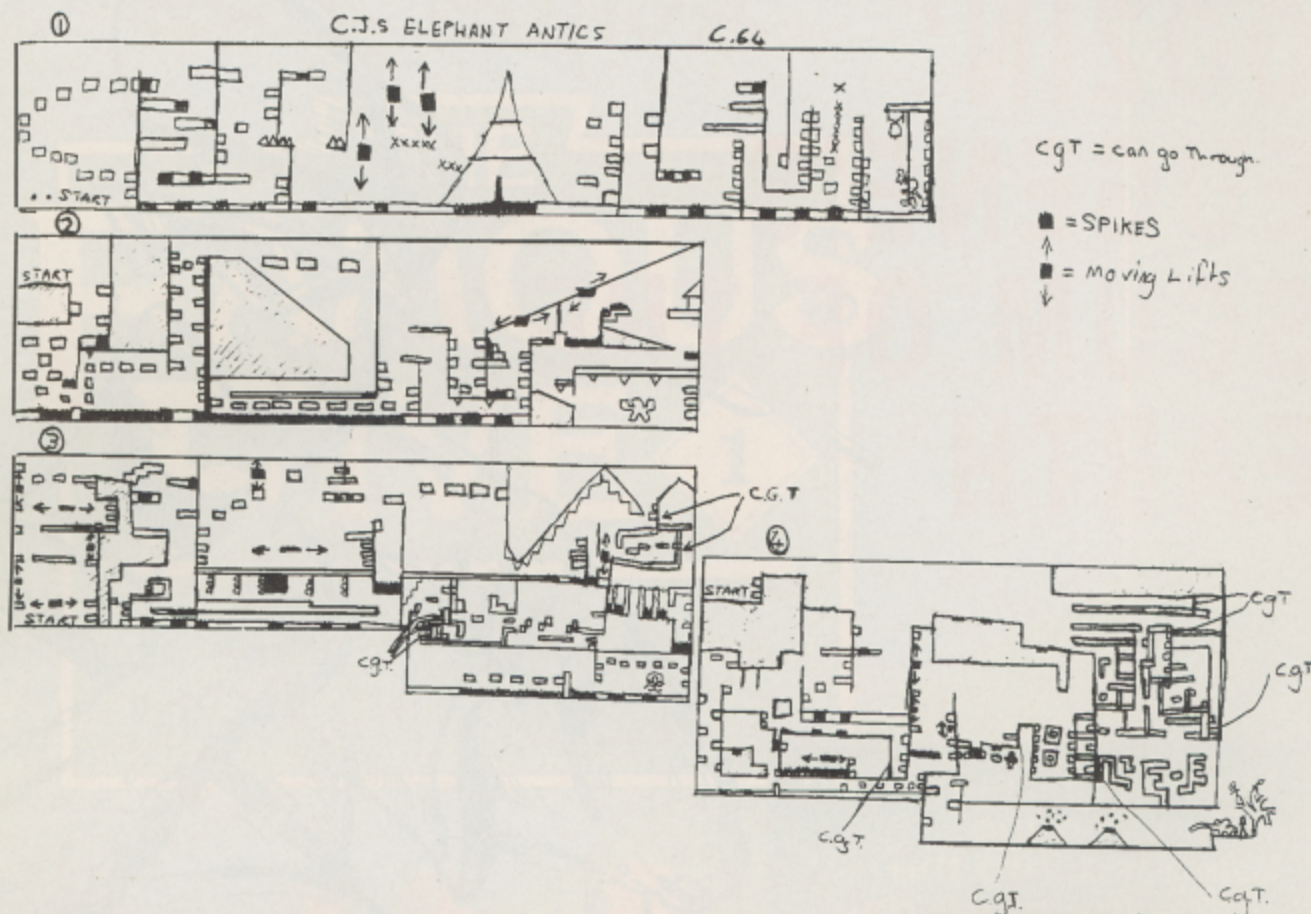 ① C.J.S ELEPHANT ANTICS C.64
.. START
XXXXX
XXX
XXXXXXX X
CgT = can go Through.
= SPIKES
= Moving Lifts
②
START
③
START
C.G.T
CgT.
④
START
CgT
CgT
C.g.T.
C.g.T.
C.g.T.